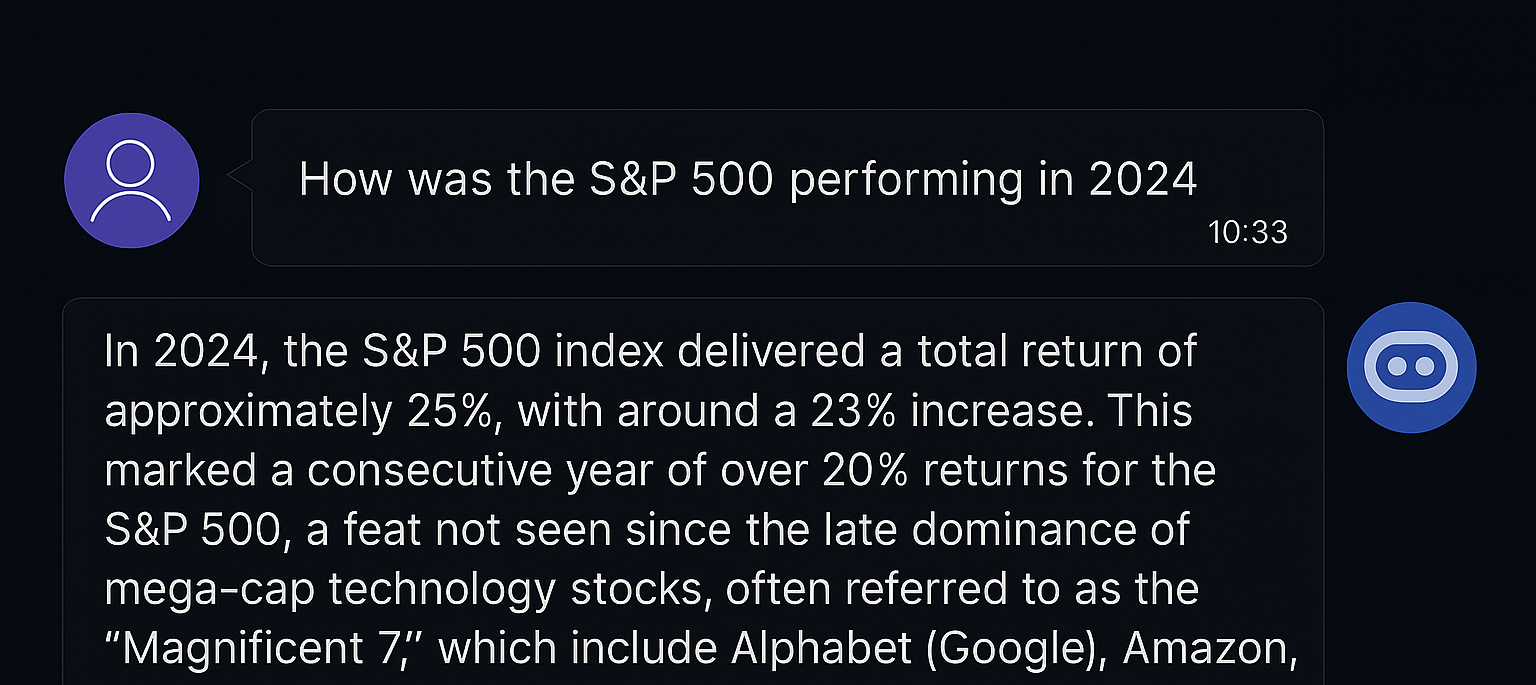 How was the S&P 500 performing in 2024
10:33
In 2024, the S&P 500 index delivered a total return of
approximately 25%, with around a 23% increase. This
marked a consecutive year of over 20% returns for the
S&P 500, a feat not seen since the late dominance of
mega-cap technology stocks, often referred to as the
“Magnificent 7,” which include Alphabet (Google), Amazon,